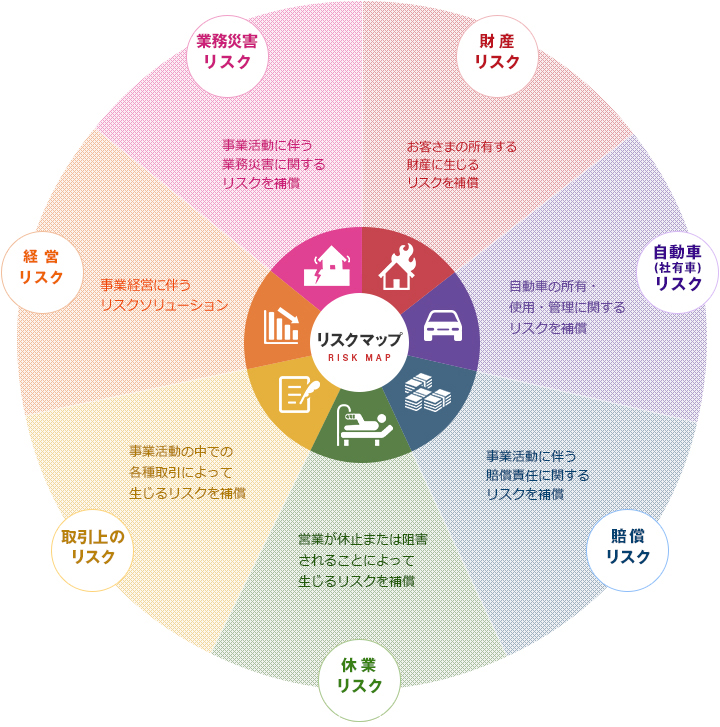 業務災害
リスク
事業活動に伴う
業務災害に関する
リスクを補償
財産
リスク
お客さまの所有する
財産に生じる
リスクを補償
自動車
(社有車)
リスク
自動車の所有・
使用・管理に関する
リスクを補償
賠償
リスク
事業活動に伴う
賠償責任に関する
リスクを補償
休業
リスク
営業が休止または阻害
されることによって
生じるリスクを補償
取引上の
リスク
事業活動の中での
各種取引によって
生じるリスクを補償
経営
リスク
事業経営に伴う
リスクソリューション
リスクマップ
RISK MAP